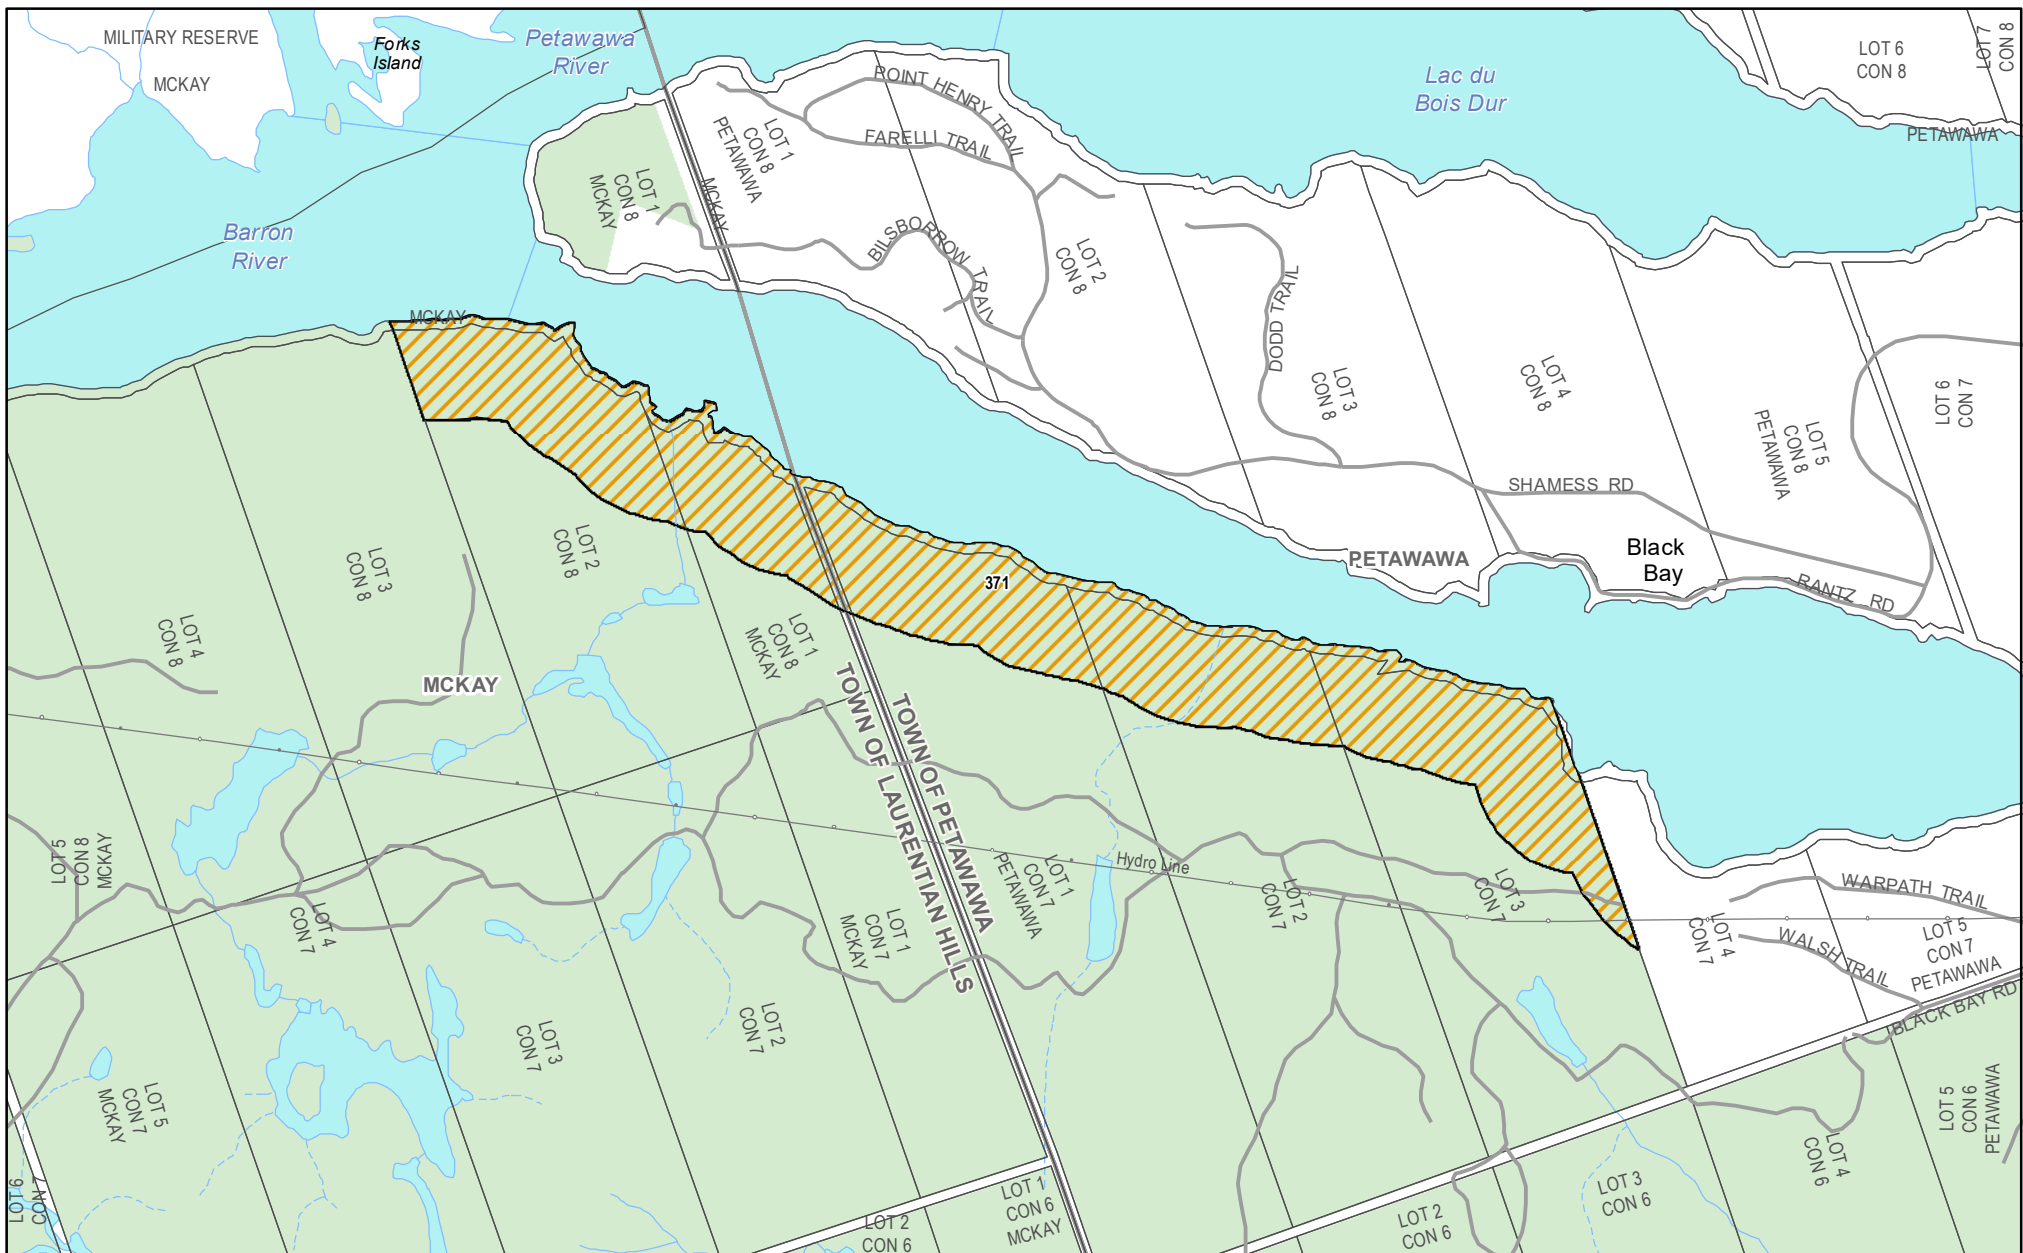 MILITARY RESERVE
MCKAY
Forks
Island
Petawawa
River
Lac du
Bois Dur
LOT 6
CON 8
LOT 7
CON 8
PETAWAWA
POINT HENRY TRAIL
FARELLI TRAIL
LOT 1
CON 8
PETAWAWA
MCKAY
LOT 1
CON 8
MCKAY
Barron
River
BILSBORROW TRAIL
LOT 2
CON 8
DODD TRAIL
MCKAY
LOT 3
CON 8
LOT 4
CON 8
LOT 5
CON 8
PETAWAWA
LOT 6
CON 7
SHAMESS RD
PETAWAWA
Black
Bay
RANTZ RD
371
LOT 2
CON 8
LOT 3
CON 8
LOT 4
CON 8
LOT 1
CON 8
MCKAY
MCKAY
TOWN OF PETAWAWA
TOWN OF LAURENTIAN HILLS
LOT 5
CON 8
MCKAY
Hydro Line
LOT 1
CON 7
PETAWAWA
LOT 2
CON 7
LOT 3
CON 7
LOT 4
CON 7
WARPATH TRAIL
WALSH TRAIL
LOT 5
CON 7
PETAWAWA
BLACK BAY RD
LOT 4
CON 7
LOT 1
CON 7
MCKAY
LOT 2
CON 7
LOT 3
CON 7
LOT 5
CON 7
MCKAY
LOT 6
CON 7
LOT 5
CON 6
PETAWAWA
LOT 4
CON 6
LOT 3
CON 6
LOT 2
CON 6
LOT 1
CON 6
MCKAY
LOT 2
CON 6